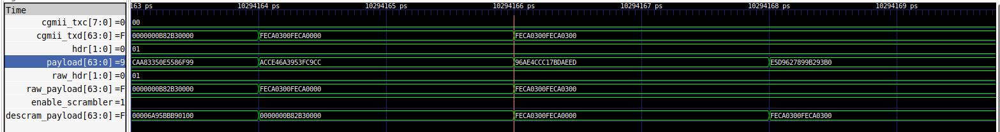 Time
163 ps 10294164 ps 10294165 ps 10294166 ps 10294167 ps 10294168 ps 10294169 ps
cgmii_txc[7:0] =0 00
cgmii_txd[63:0] =F 0000000B82B30000 FECA0300FECA0000 FECA0300FECA0300
hdr[1:0] =0 01
payload[63:0] =9 CAA83350E5586F99 ACCE46A3953FC9CC 96AE4CCC17BDAEED E5D9627899B293B0
raw_hdr[1:0] =0 01
raw_payload[63:0] =F 0000000B82B30000 FECA0300FECA0000 FECA0300FECA0300
enable_scrambler =1
descram_payload[63:0] =F 00006A95BBB90100 0000000B82B30000 FECA0300FECA0000 FECA0300FECA0300